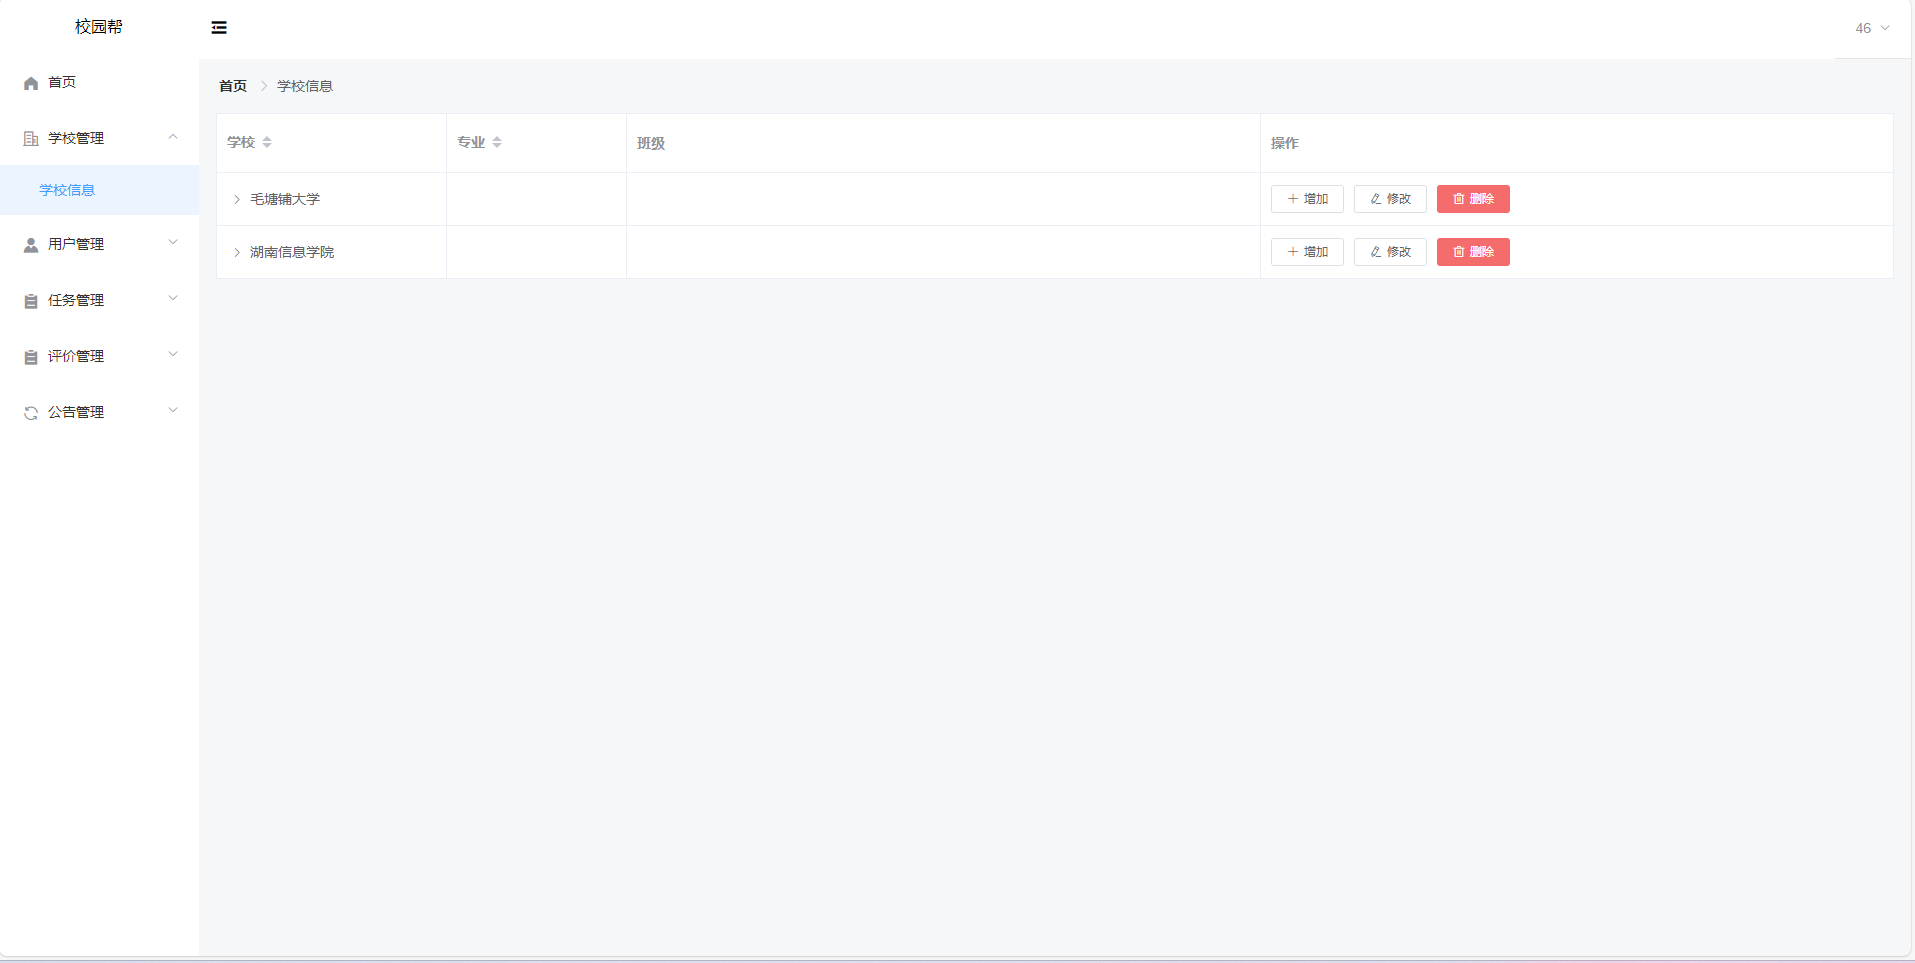 校园帮
46
首页
学校管理
学校信息
用户管理
任务管理
评价管理
公告管理
首页 学校信息
学校 专业 班级 操作
毛塘铺大学 增加 修改 删除
湖南信息学院 增加 修改 删除